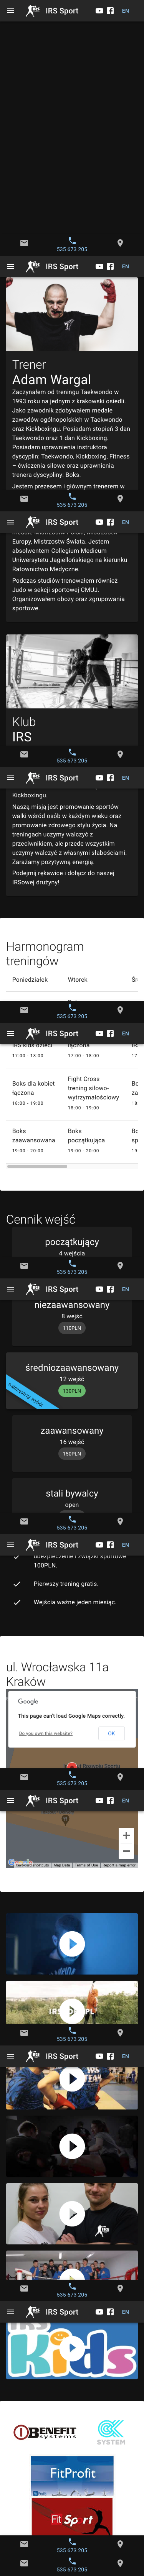 IRS Sport
EN
535 673 205
IRS Sport
EN
Trener
Adam Wargal
Zaczynałem od treningu Taekwondo w
1993 roku na jednym z krakowski osiedli.
Jako zawodnik zdobywałem medale
zawodów ogólnopolskich w Taekwondo
oraz Kickboxingu. Posiadam stopień 3 dan
Taekwondo oraz 1 dan Kickboxing.
Posiadam uprawnienia instruktora
dyscyplin: Taekwondo, Kickboxing, Fitness
– ćwiczenia siłowe oraz uprawnienia
trenera dyscypliny: Boks.
Jestem prezesem i głównym trenerem w
535 673 205
IRS Sport
EN
Europy, Mistrzostw Świata. Jestem
absolwentem Collegium Medicum
Uniwersytetu Jagiellońskiego na kierunku
Ratownictwo Medyczne.
Podczas studiów trenowałem również
Judo w sekcji sportowej CMUJ.
Organizowałem obozy oraz zgrupowania
sportowe.
Klub
IRS
535 673 205
IRS Sport
EN
Kickboxingu.
Naszą misją jest promowanie sportów
walki wśród osób w każdym wieku oraz
promowanie zdrowego stylu życia. Na
treningach uczymy walczyć z
przeciwnikiem, ale przede wszystkim
uczymy walczyć z własnymi słabościami.
Zarażamy pozytywną energią.
Podejmij rękawice i dołącz do naszej
IRSowej drużyny!
Harmonogram
treningów
Poniedziałek Wtorek Śr
535 673 205
IRS Sport
EN
IRS Kids dzieci łączona
17:00 - 18:00 17:00 - 18:00 17
Boks dla kobiet
łączona
18:00 - 19:00
Fight Cross
trening siłowo-
wytrzymałościowy
18:00 - 19:00
Boks
zaawansowana
19:00 - 20:00
Boks
początkująca
19:00 - 20:00
Cennik wejść
początkujący
4 wejścia
535 673 205
IRS Sport
EN
niezaawansowany
8 wejść
110PLN
najczęstszy wybór
średniozaawansowany
12 wejść
130PLN
zaawansowany
16 wejść
150PLN
stali bywalcy
open
535 673 205
IRS Sport
EN
ubezpieczenie i związki sportowe
100PLN.
Pierwszy trening gratis.
Wejścia ważne jeden miesiąc.
ul. Wrocławska 11a
Kraków
Google
This page can't load Google Maps correctly.
Do you own this website?
OK
535 673 205
IRS Sport
EN
Keyboard shortcuts
Map Data
Terms of Use
Report a map error
535 673 205
IRS Sport
EN
535 673 205
IRS Sport
EN
IRS
Kids
BENEFIT
systems
OK
SYSTEM
FitProfit
Fit Sport
535 673 205
535 673 205